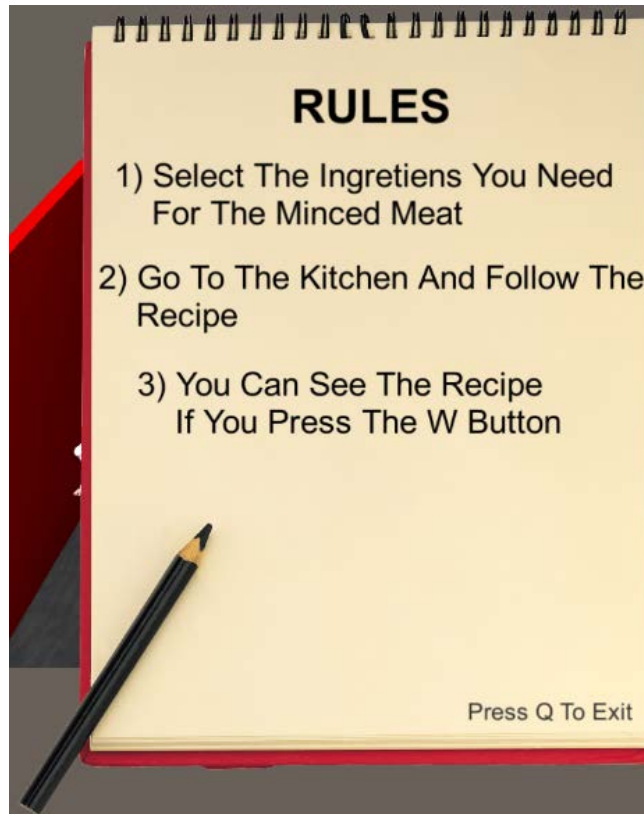 RULES
1) Select The Ingretiens You Need
For The Minced Meat
2) Go To The Kitchen And Follow The
Recipe
3) You Can See The Recipe
If You Press The W Button
Press Q To Exit